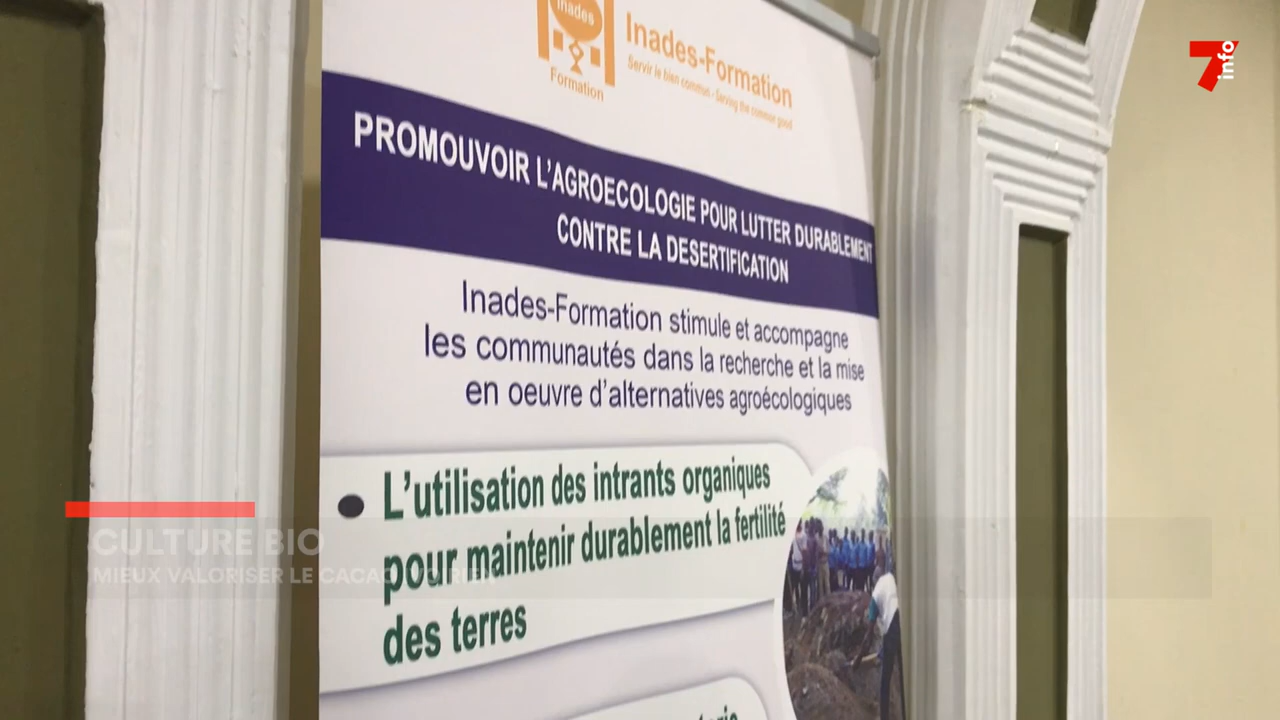 7 info
Inades
Formation
Inades-Formation
Servir le bien commun - Serving the common good
PROMOUVOIR L'AGROECOLOGIE POUR LUTTER DURABLEMENT
CONTRE LA DESERTIFICATION
Inades-Formation stimule et accompagne
les communautés dans la recherche et la mise
en oeuvre d'alternatives agroécologiques
• L'utilisation des intrants organiques
pour maintenir durablement la fertilité
des terres
CULTURE BIO
MIEUX VALORISER LE CACAO